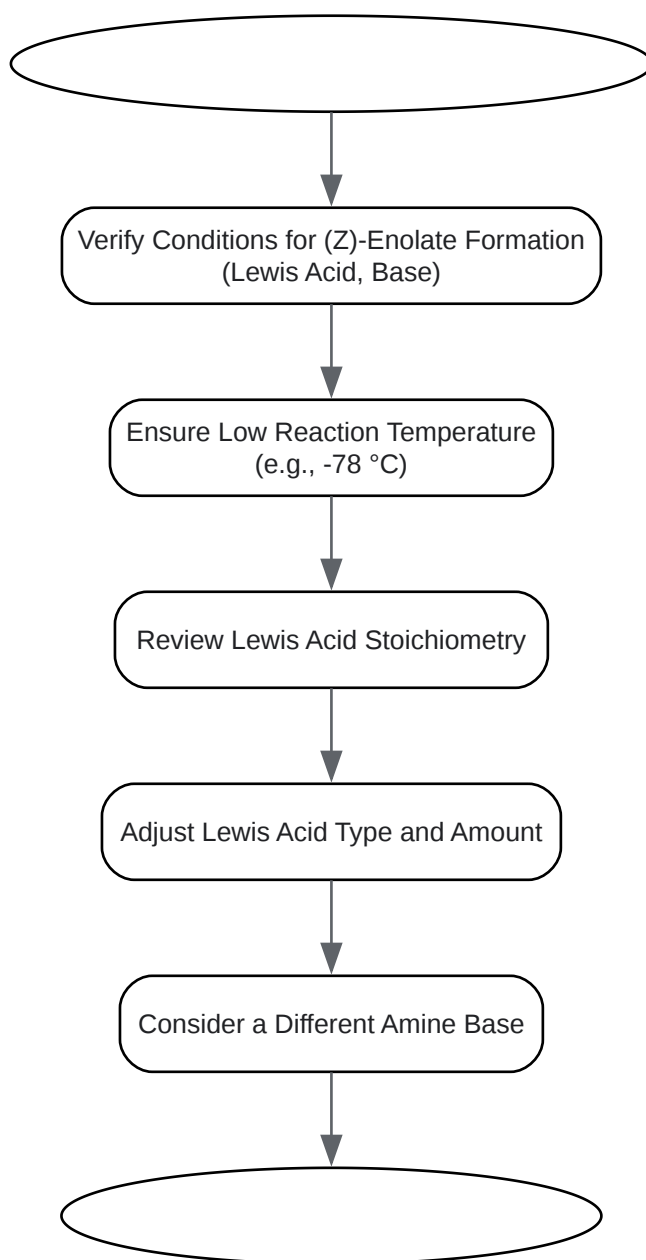 Verify Conditions for (Z)-Enolate Formation
(Lewis Acid, Base)
Ensure Low Reaction Temperature
(e.g., -78 °C)
Review Lewis Acid Stoichiometry
Adjust Lewis Acid Type and Amount
Consider a Different Amine Base